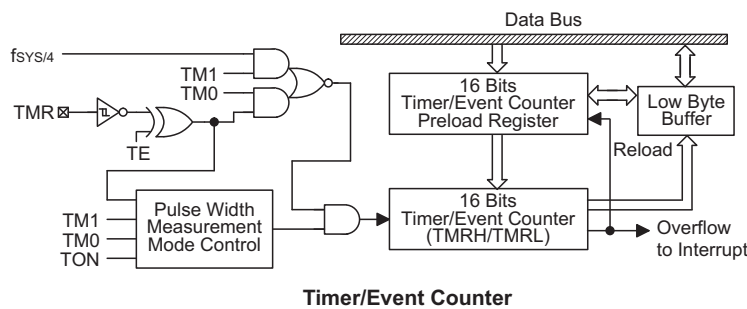 Data Bus
fSYS/4
TM1
TM0
TMR
TE
16 Bits
Timer/Event Counter
Preload Register
Low Byte
Buffer
Reload
TM1
TM0
TON
Pulse Width
Measurement
Mode Control
16 Bits
Timer/Event Counter
(TMRH/TMRL)
Overflow
to Interrupt
Timer/Event Counter